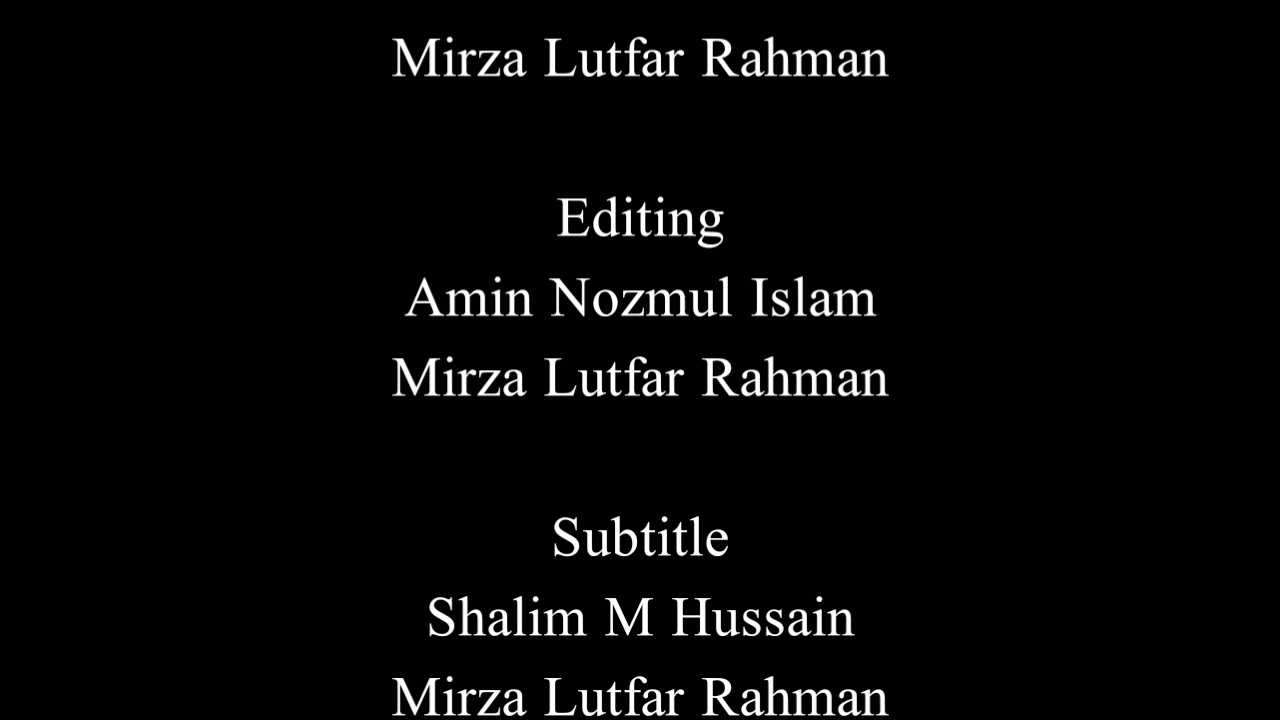 Mirza Lutfar Rahman
Editing
Amin Nozmul Islam
Mirza Lutfar Rahman
Subtitle
Shalim M Hussain
Mirza Lutfar Rahman